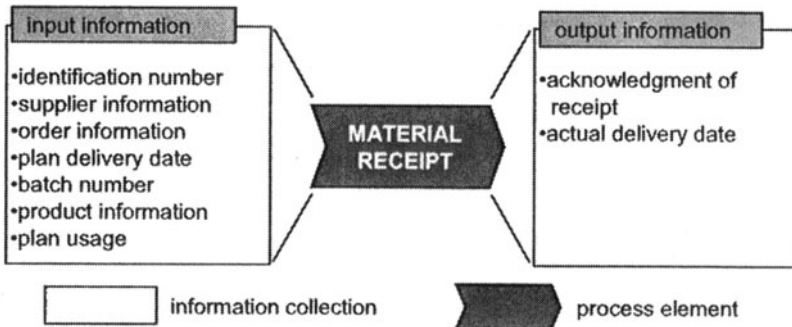 input information
•identification number
•supplier information
•order information
•plan delivery date
•batch number
•product information
•plan usage
MATERIAL
RECEIPT
output information
•acknowledgment of
receipt
•actual delivery date
information collection
process element